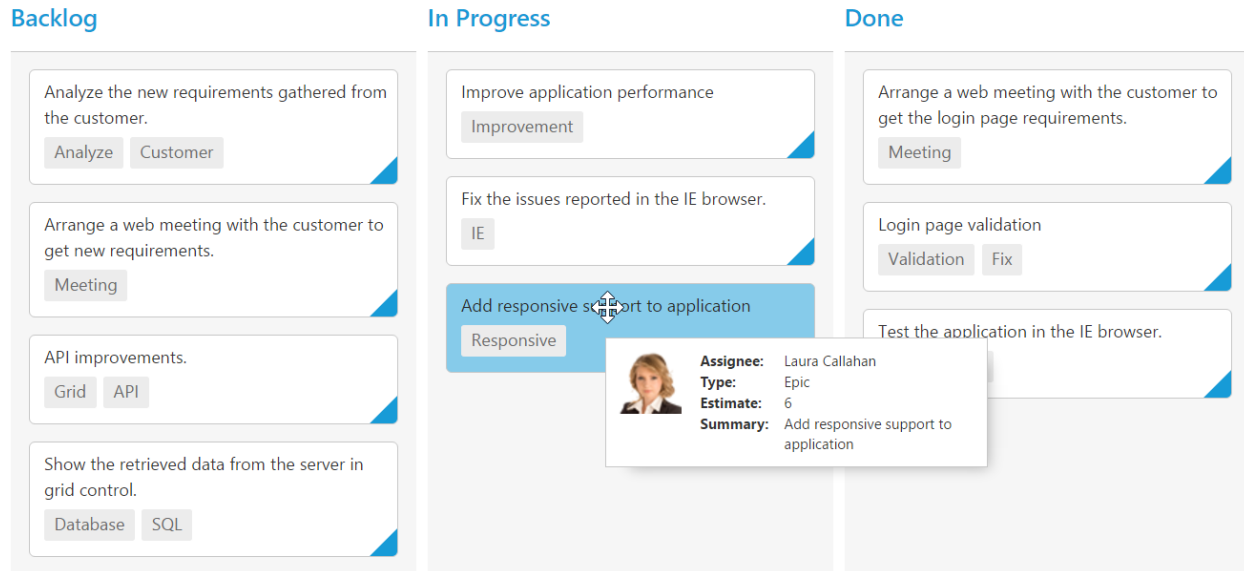 Backlog
Analyze the new requirements gathered from
the customer.
Analyze Customer
Arrange a web meeting with the customer to
get new requirements.
Meeting
API improvements.
Grid API
Show the retrieved data from the server in
grid control.
Database SQL
In Progress
Improve application performance
Improvement
Fix the issues reported in the IE browser.
IE
Add responsive support to application
Responsive
Assignee: Laura Callahan
Type: Epic
Estimate: 6
Summary: Add responsive support to
application
Done
Arrange a web meeting with the customer to
get the login page requirements.
Meeting
Login page validation
Validation Fix
Test the application in the IE browser.